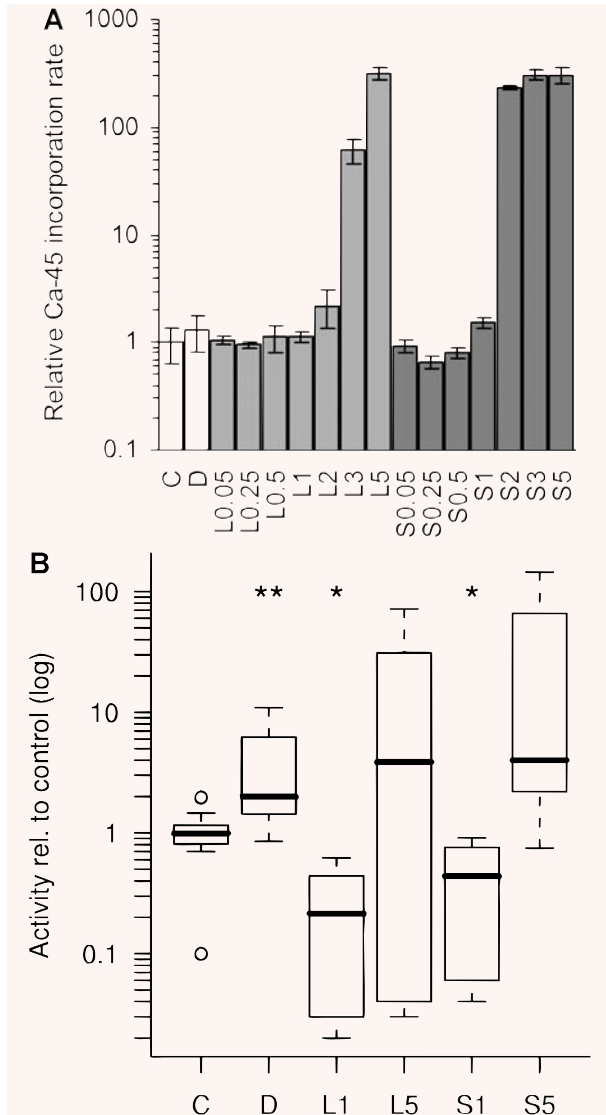 A
Relative Ca-45 incorporation rate
1000
100
10
1
0.1
C
D
L0.05
L0.25
L0.5
L1
L2
L3
L5
S0.05
S0.25
S0.5
S1
S2
S3
S5
B
Activity rel. to control (log)
100
10
1
0.1
** * *
C D L1 L5 S1 S5